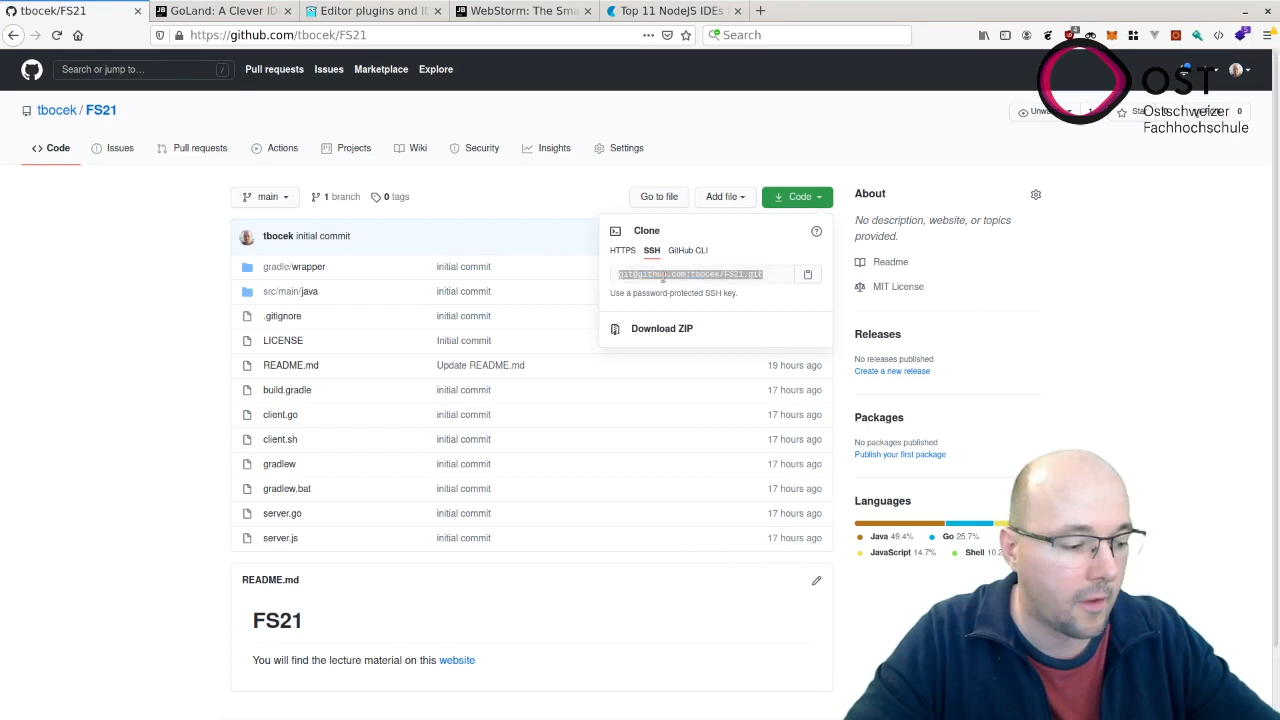 tbocek/FS21
GoLand: A Clever IDE
Editor plugins and ID
WebStorm: The Sma
Top 11 NodeJS IDEs
https://github.com/tbocek/FS21
Search
Search or jump to…
/
Pull requests
Issues
Marketplace
Explore
OST
Ostschweizer
Fachhochschule
tbocek / FS21
0
Code
Issues
Pull requests
Actions
Projects
Wiki
Security
Insights
Settings
main
1 branch
0 tags
Go to file
Add file
Code
tbocek initial commit
gradle/wrapper initial commit
src/main/java initial commit
.gitignore initial commit
LICENSE Initial commit
README.md Update README.md 19 hours ago
build.gradle initial commit 17 hours ago
client.go initial commit 17 hours ago
client.sh initial commit 17 hours ago
gradlew initial commit 17 hours ago
gradlew.bat initial commit 17 hours ago
server.go initial commit 17 hours ago
server.js initial commit 17 hours ago
Clone
HTTPS SSH GitHub CLI
git@github.com:tbocek/FS21.git
Use a password-protected SSH key.
Download ZIP
README.md
FS21
You will find the lecture material on this website
About
No description, website, or topics
provided.
Readme
MIT License
Releases
No releases published
Create a new release
Packages
No packages published
Publish your first package
Languages
Java 49.4% Go 25.7%
JavaScript 14.7% Shell 10.2